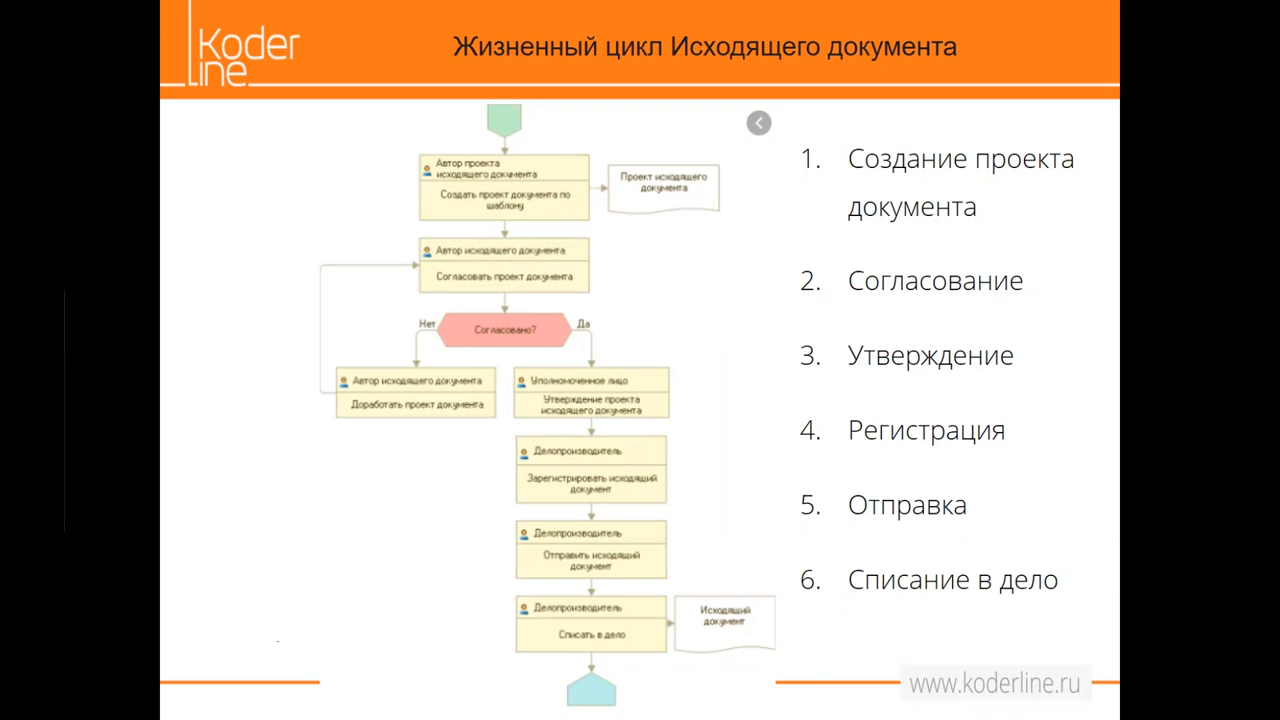 Koder
line
Жизненный цикл Исходящего документа
Автор проекта
исходящего документа
Создать проект документа по
шаблону
Проект исходящего
документа
Автор исходящего документа
Согласовать проект документа
Нет
Согласовано?
Да
Автор исходящего документа
Доработать проект документа
Уполномоченное лицо
Утверждение проекта
исходящего документа
Делопроизводитель
Зарегистрировать исходящий
документ
Делопроизводитель
Отправить исходящий
документ
Делопроизводитель
Списать в дело
Исходящий
документ
1. Создание проекта
документа
2. Согласование
3. Утверждение
4. Регистрация
5. Отправка
6. Списание в дело
www.koderline.ru